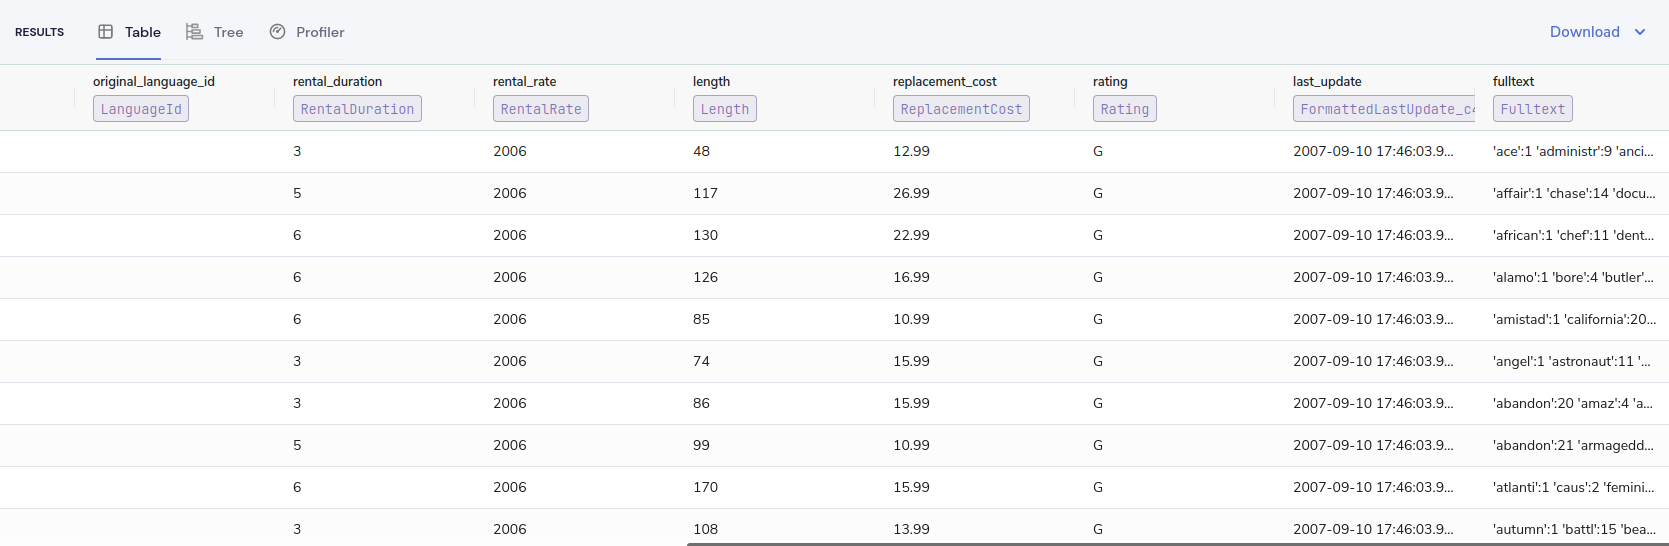 RESULTS Table Tree Profiler Download
original_language_id rental_duration rental_rate length replacement_cost rating last_update fulltext
LanguageId RentalDuration RentalRate Length ReplacementCost Rating FormattedLastUpdate_c Fulltext
3 2006 48 12.99 G 2007-09-10 17:46:03.9... 'ace':1 'administr':9 'anci...
5 2006 117 26.99 G 2007-09-10 17:46:03.9... 'affair':1 'chase':14 'docu...
6 2006 130 22.99 G 2007-09-10 17:46:03.9... 'african':1 'chef':11 'dent...
6 2006 126 16.99 G 2007-09-10 17:46:03.9... 'alamo':1 'bore':4 'butler'...
6 2006 85 10.99 G 2007-09-10 17:46:03.9... 'amistad':1 'california':20...
3 2006 74 15.99 G 2007-09-10 17:46:03.9... 'angel':1 'astronaut':11 '...
3 2006 86 15.99 G 2007-09-10 17:46:03.9... 'abandon':20 'amaz':4 'a...
5 2006 99 10.99 G 2007-09-10 17:46:03.9... 'abandon':21 'armagedd...
6 2006 170 15.99 G 2007-09-10 17:46:03.9... 'atlanti':1 'caus':2 'femini...
3 2006 108 13.99 G 2007-09-10 17:46:03.9... 'autumn':1 'battl':15 'bea...